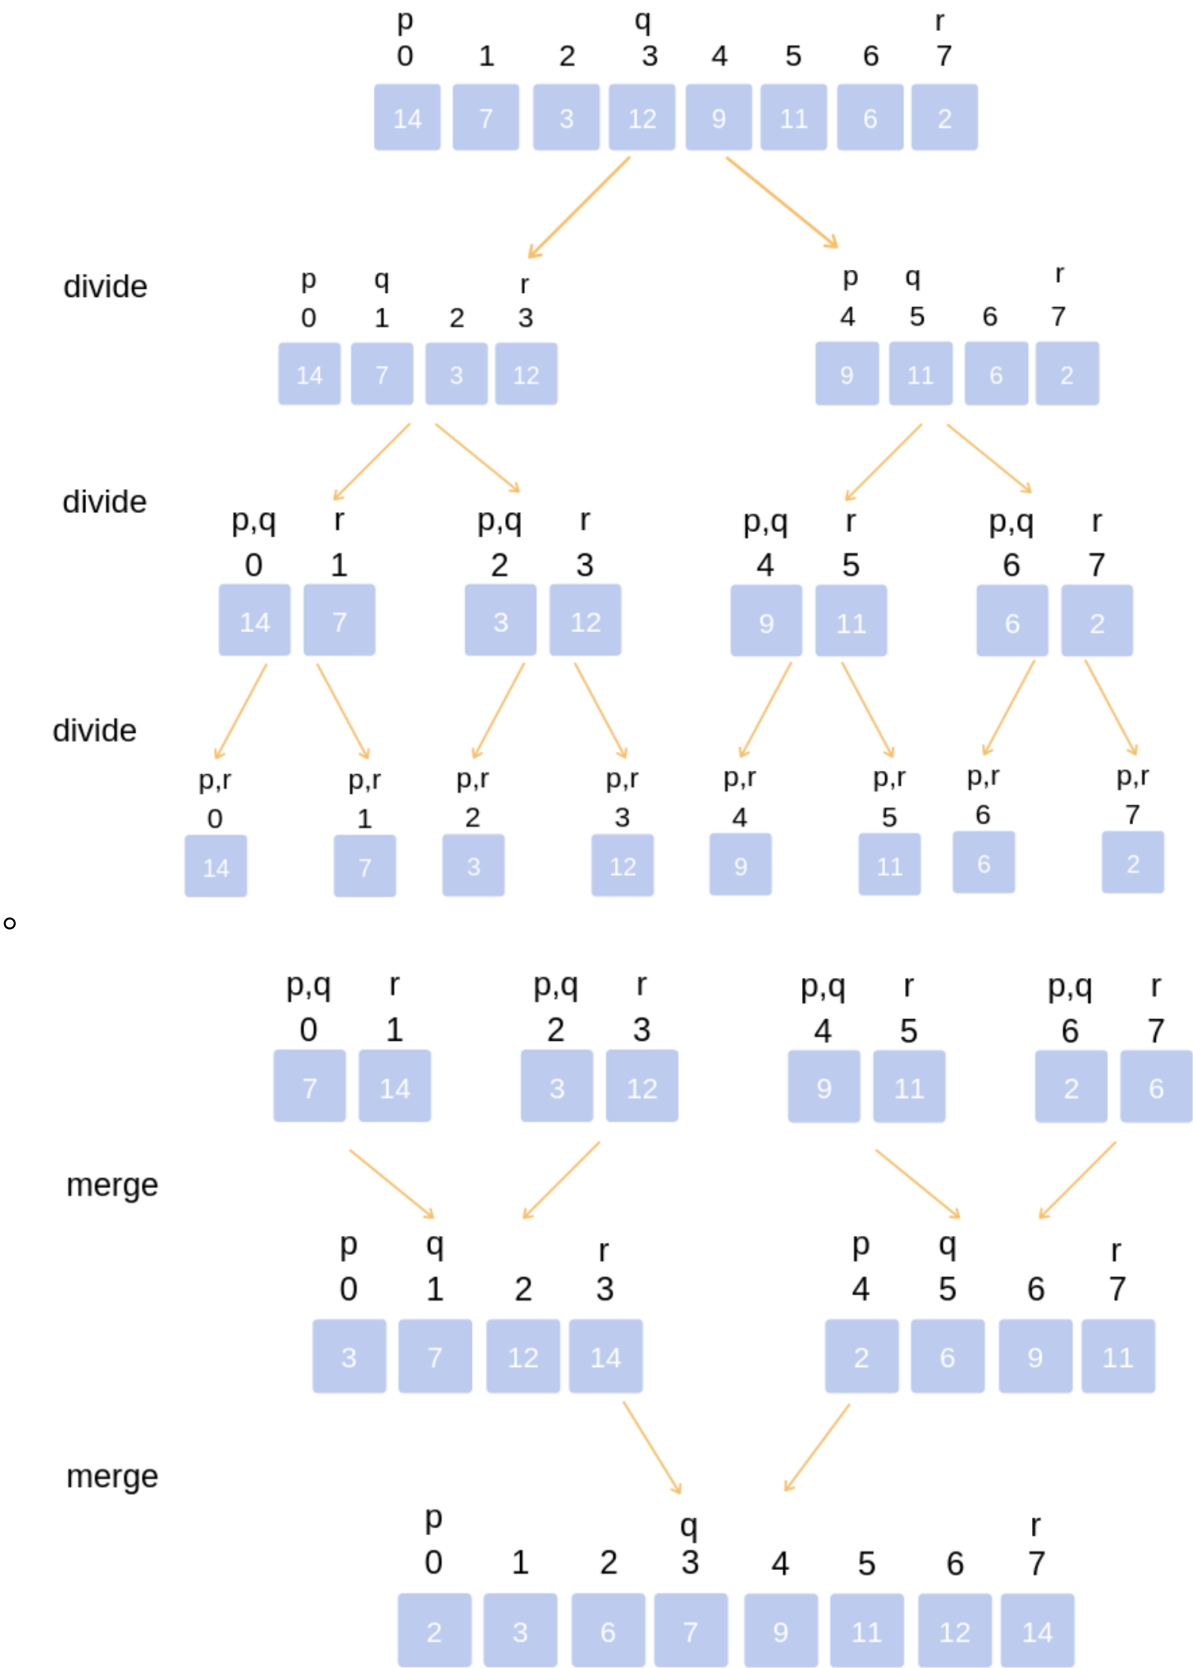 p q r
0 1 2 3 4 5 6 7
14 7 3 12 9 11 6 2
divide
p q r p q r
0 1 2 3 4 5 6 7
14 7 3 12 9 11 6 2
divide
p,q r p,q r p,q r p,q r
0 1 2 3 4 5 6 7
14 7 3 12 9 11 6 2
divide
p,r p,r p,r p,r p,r p,r p,r p,r
0 1 2 3 4 5 6 7
14 7 3 12 9 11 6 2
p,q r p,q r p,q r p,q r
0 1 2 3 4 5 6 7
7 14 3 12 9 11 2 6
merge
p q r p q r
0 1 2 3 4 5 6 7
3 7 12 14 2 6 9 11
merge
p q r
0 1 2 3 4 5 6 7
2 3 6 7 9 11 12 14